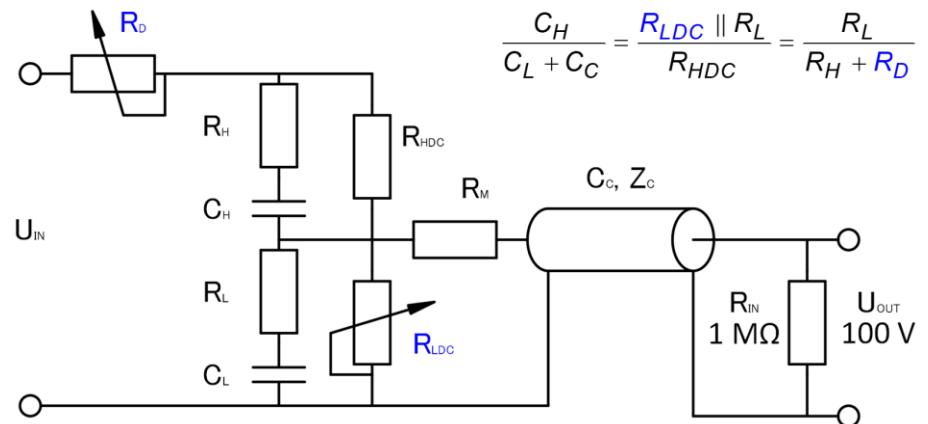 R_D
C_H / (C_L + C_C) = (R_LDC || R_L) / R_HDC = R_L / (R_H + R_D)
R_H
R_HDC
C_C, Z_C
R_M
C_H
U_IN
R_L
R_IN
1 MΩ
U_OUT
100 V
R_LDC
C_L